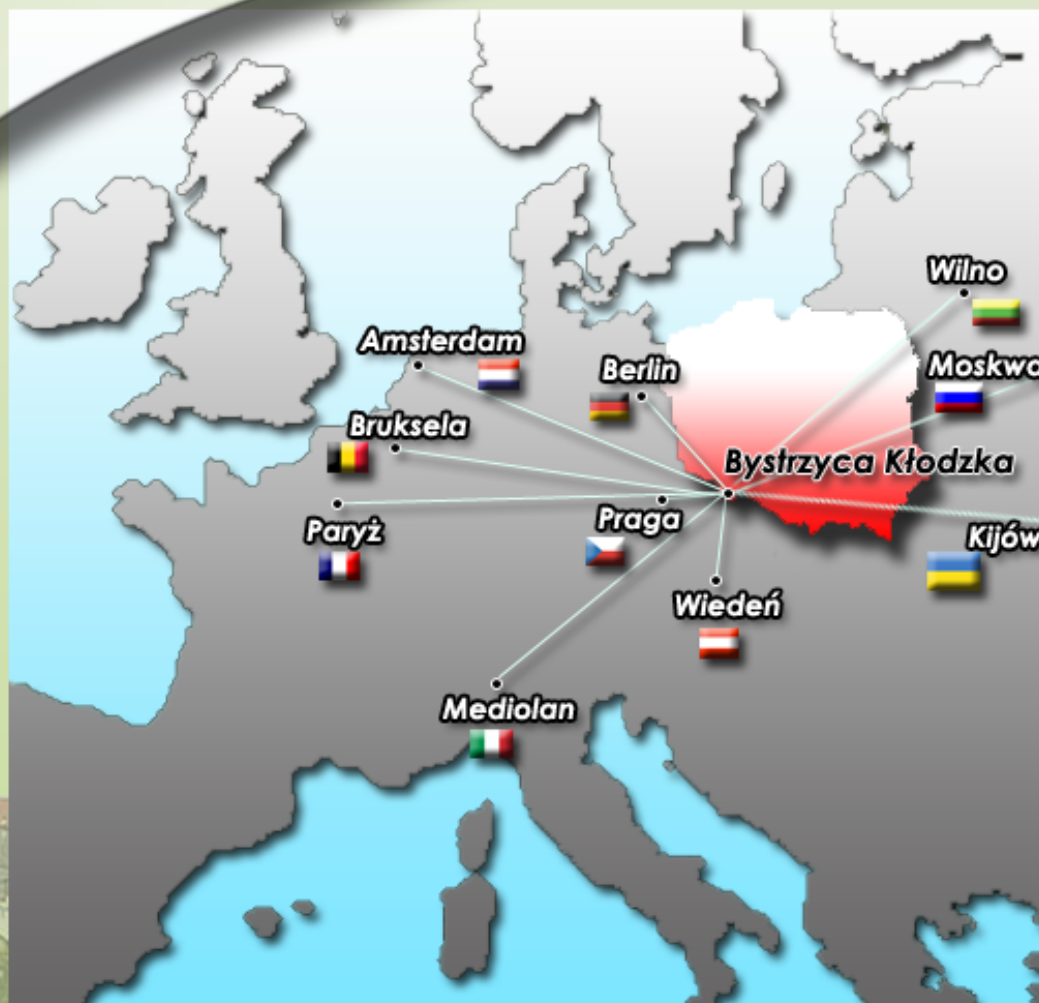 Wilno
Amsterdam
Berlin
Moskwa
Bruksela
Bystrzyca Kłodzka
Paryż
Praga
Kijów
Wiedeń
Mediolan